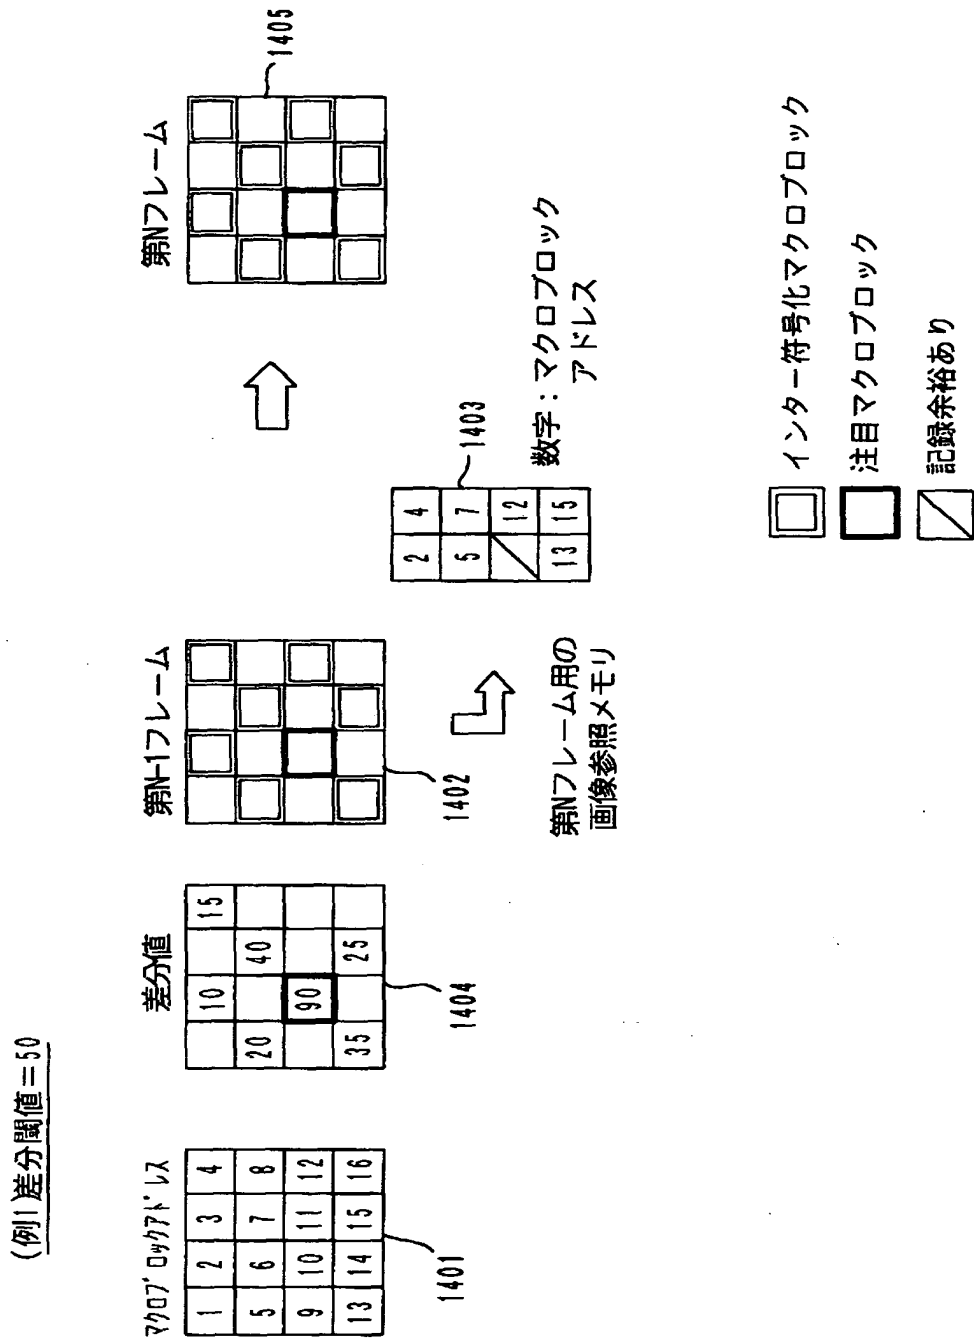 (例1)差分閾値＝50
マクロブロックアドレス
1 2 3 4
5 6 7 8
9 10 11 12
13 14 15 16
1401
差分値
10 15
20 40
90
35 25
1404
第N-1フレーム
1402
第Nフレーム用の
画像参照メモリ
2 4
5 7
12
13 15
1403
数字：マクロブロック
アドレス
第Nフレーム
1405
インター符号化マクロブロック
注目マクロブロック
記録余裕あり